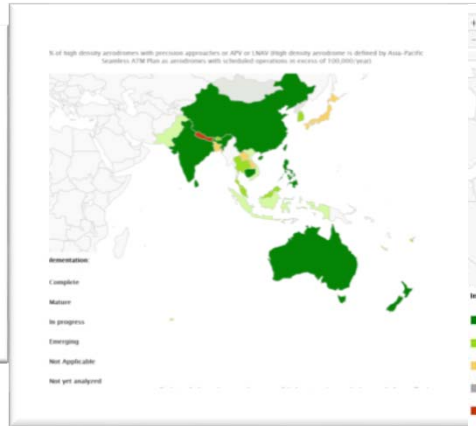 % of high density aerodromes with precision approaches or APV or LNAV (High density aerodrome is defined by Asia-Pacific
Seamless ATM Plan as aerodromes with scheduled operations in excess of 100,000/year)
lementation:
Complete
Mature
In progress
Emerging
Not Applicable
Not yet analyzed